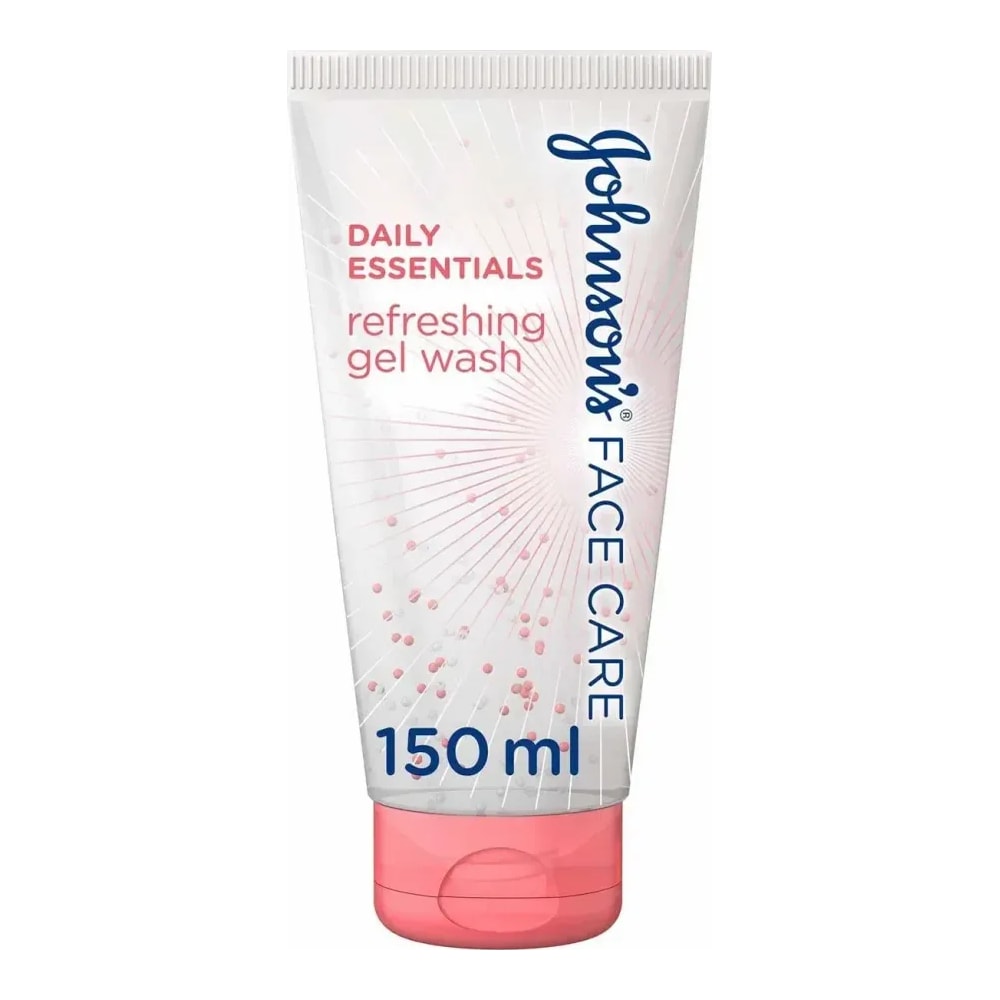 DAILY
ESSENTIALS
refreshing
gel wash
Johnson's® FACE CARE
150 ml